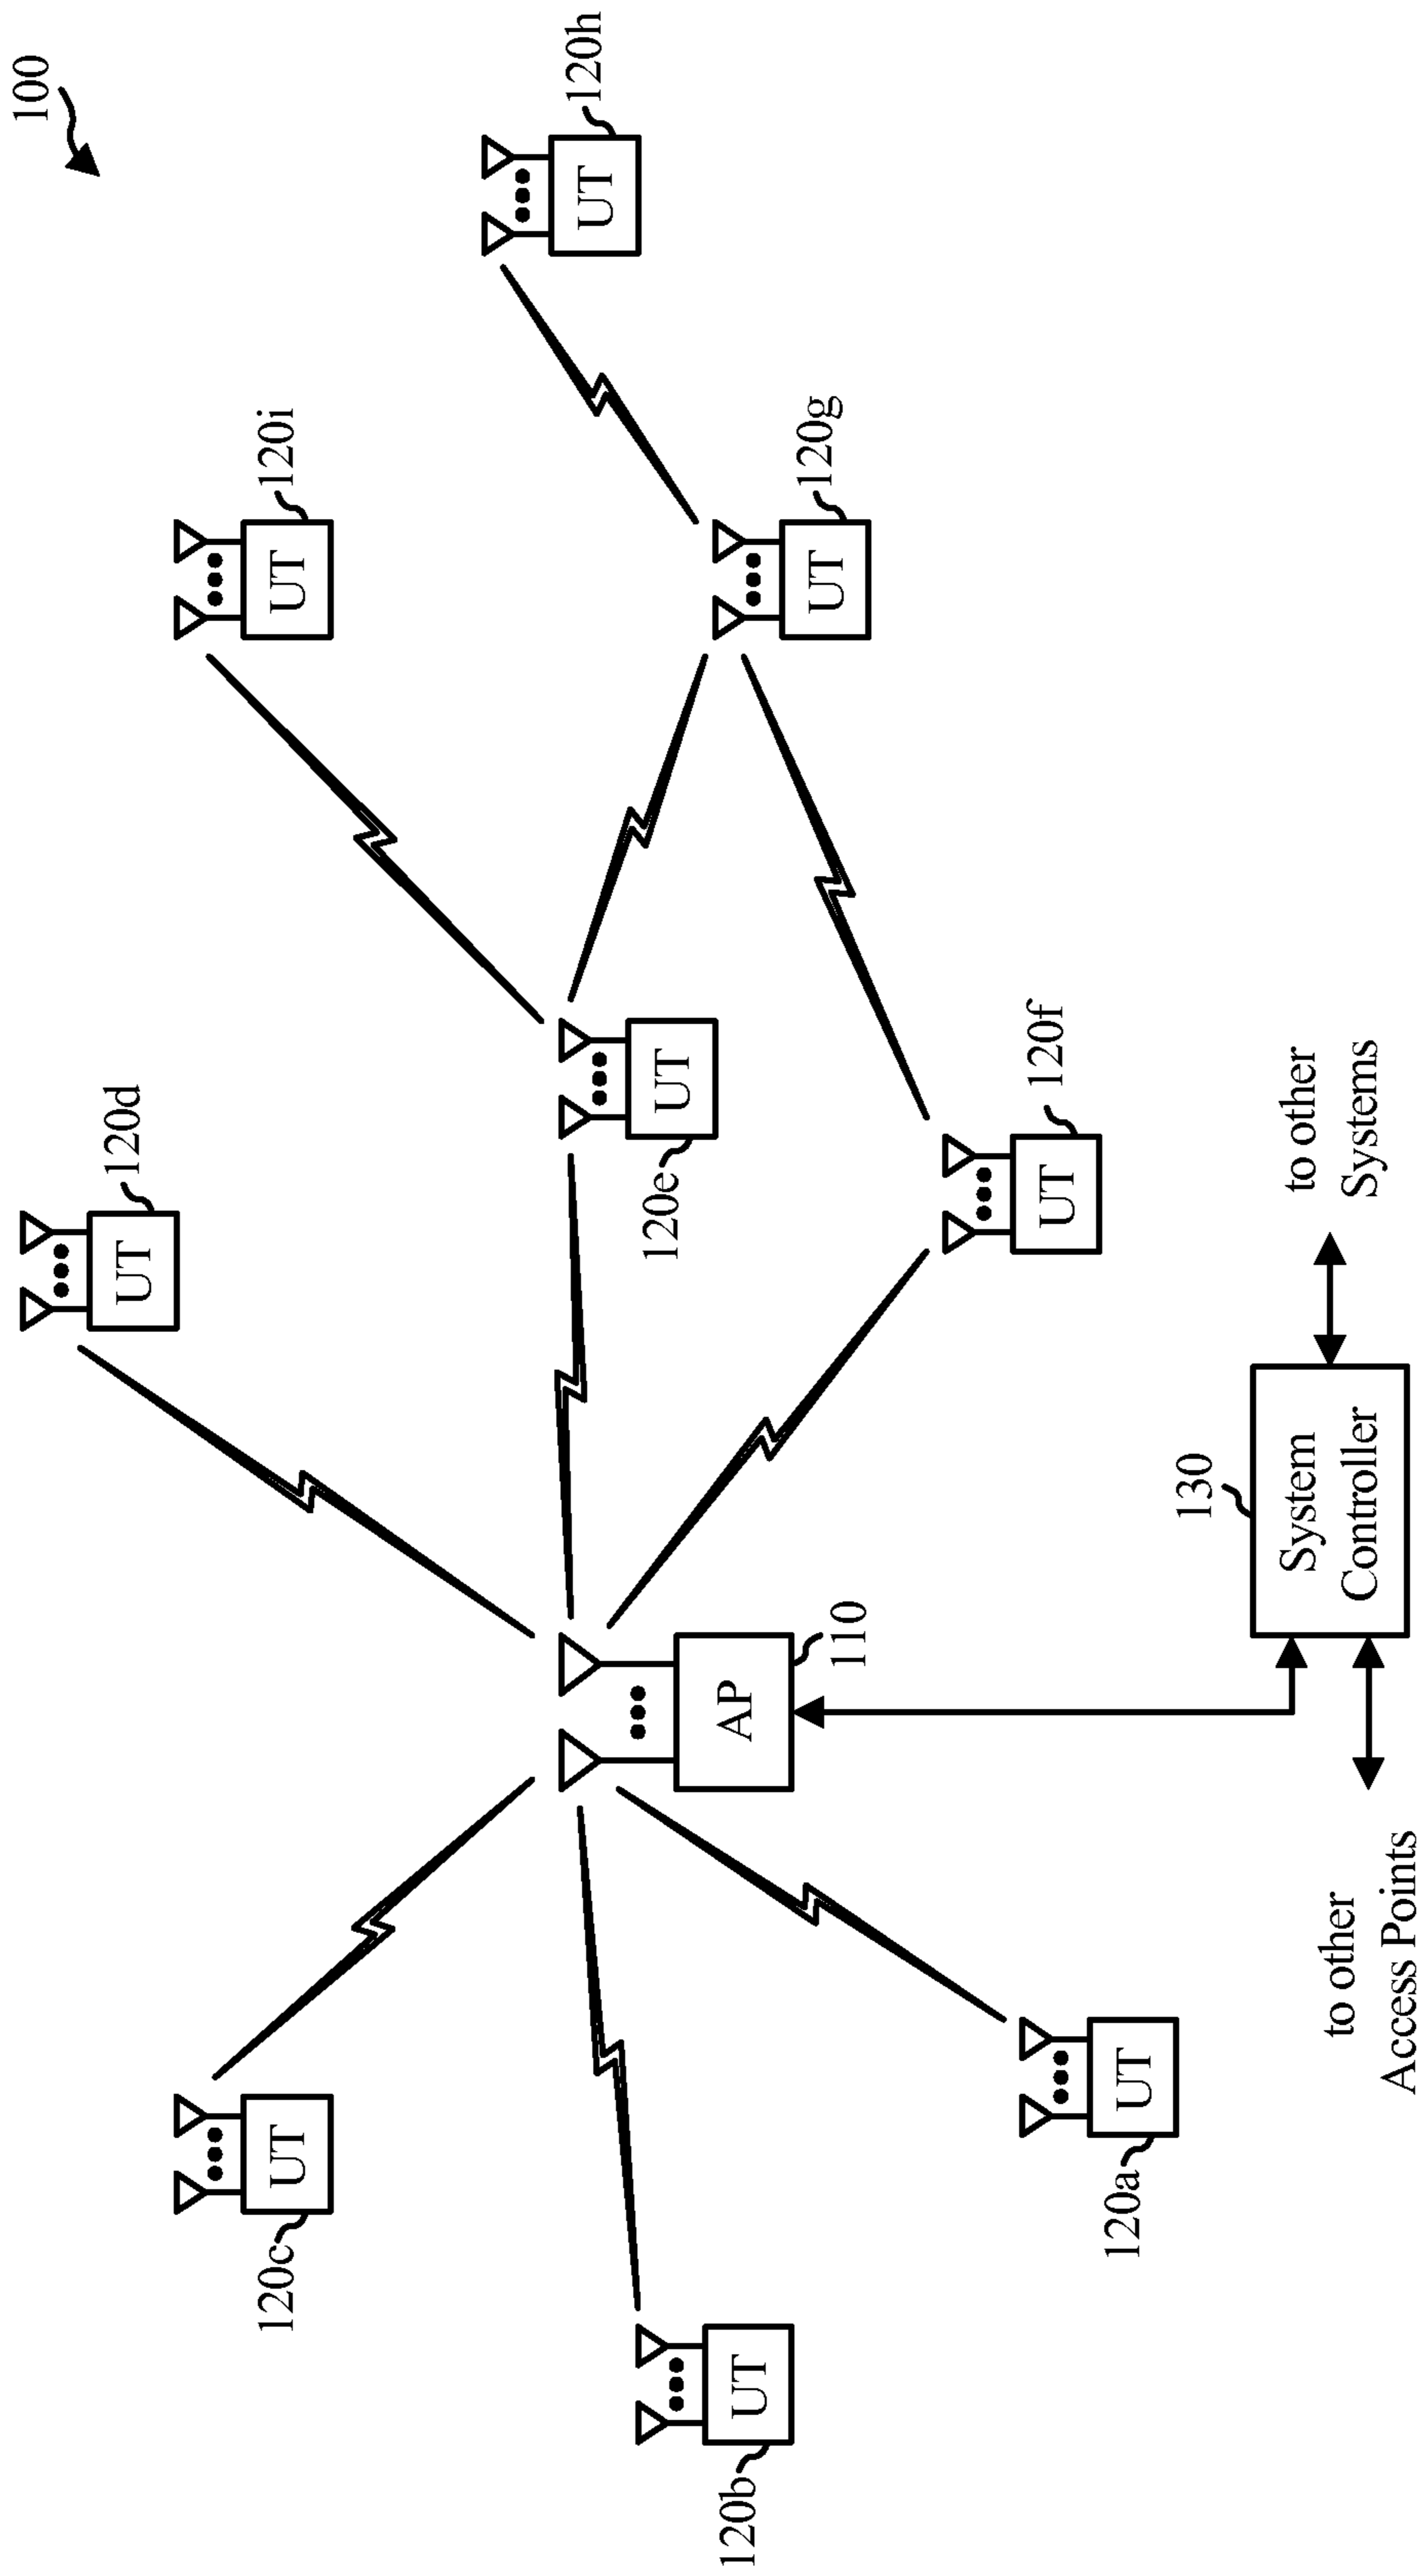 100
120d
UT
120i
UT
120c
UT
120h
UT
120e
UT
AP
110
120g
UT
120b
UT
120f
UT
120a
UT
130
System
Controller
to other
Systems
to other
Access Points